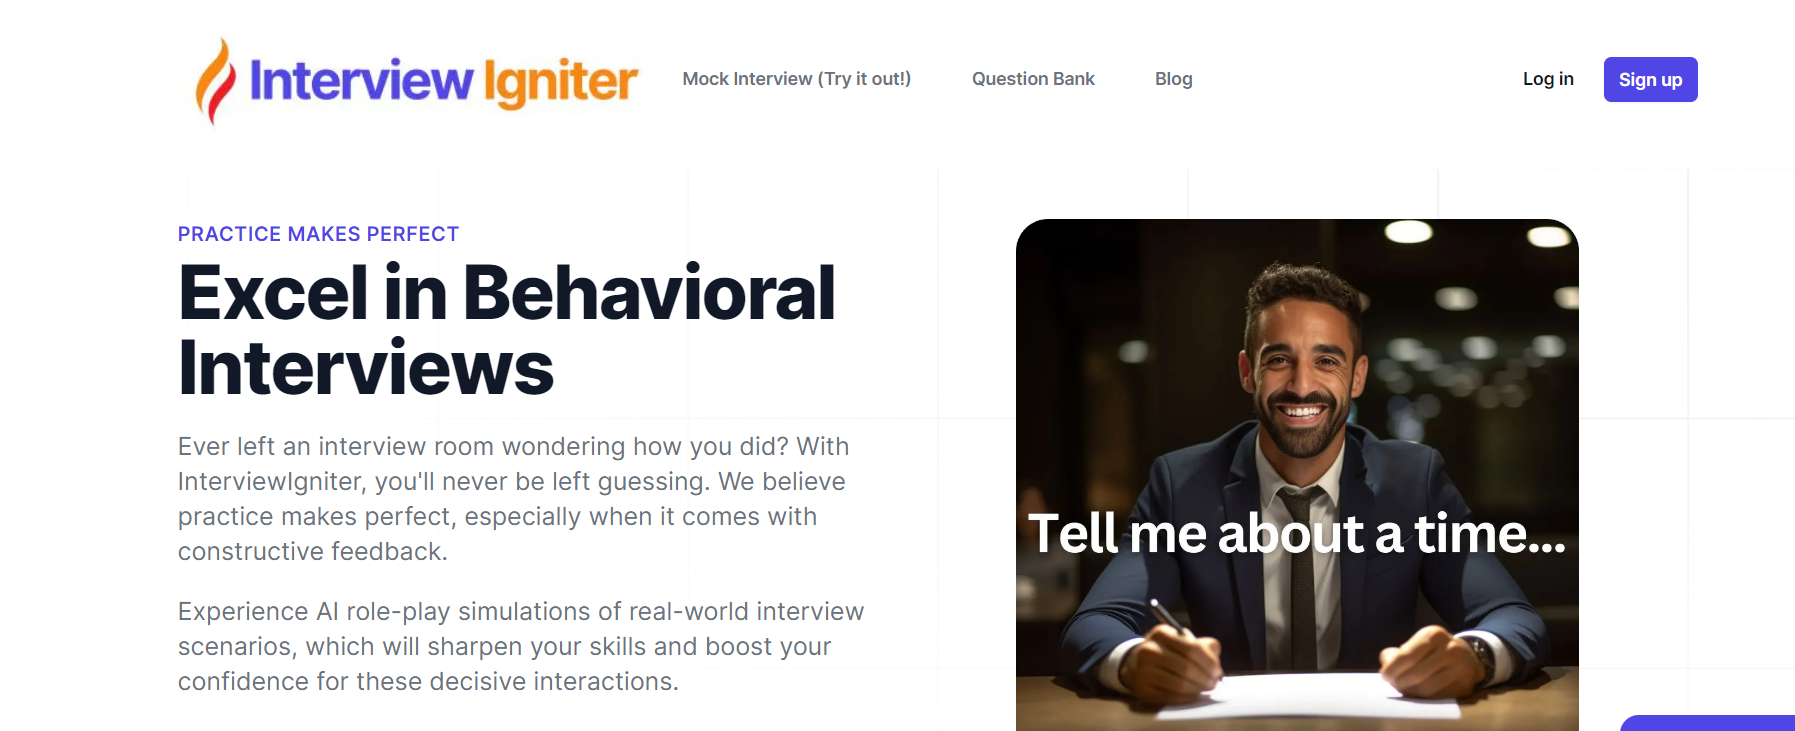 Interview Igniter
Mock Interview (Try it out!)
Question Bank
Blog
Log in
Sign up
PRACTICE MAKES PERFECT
Excel in Behavioral
Interviews
Ever left an interview room wondering how you did? With
InterviewIgniter, you'll never be left guessing. We believe
practice makes perfect, especially when it comes with
constructive feedback.
Experience AI role-play simulations of real-world interview
scenarios, which will sharpen your skills and boost your
confidence for these decisive interactions.
Tell me about a time...